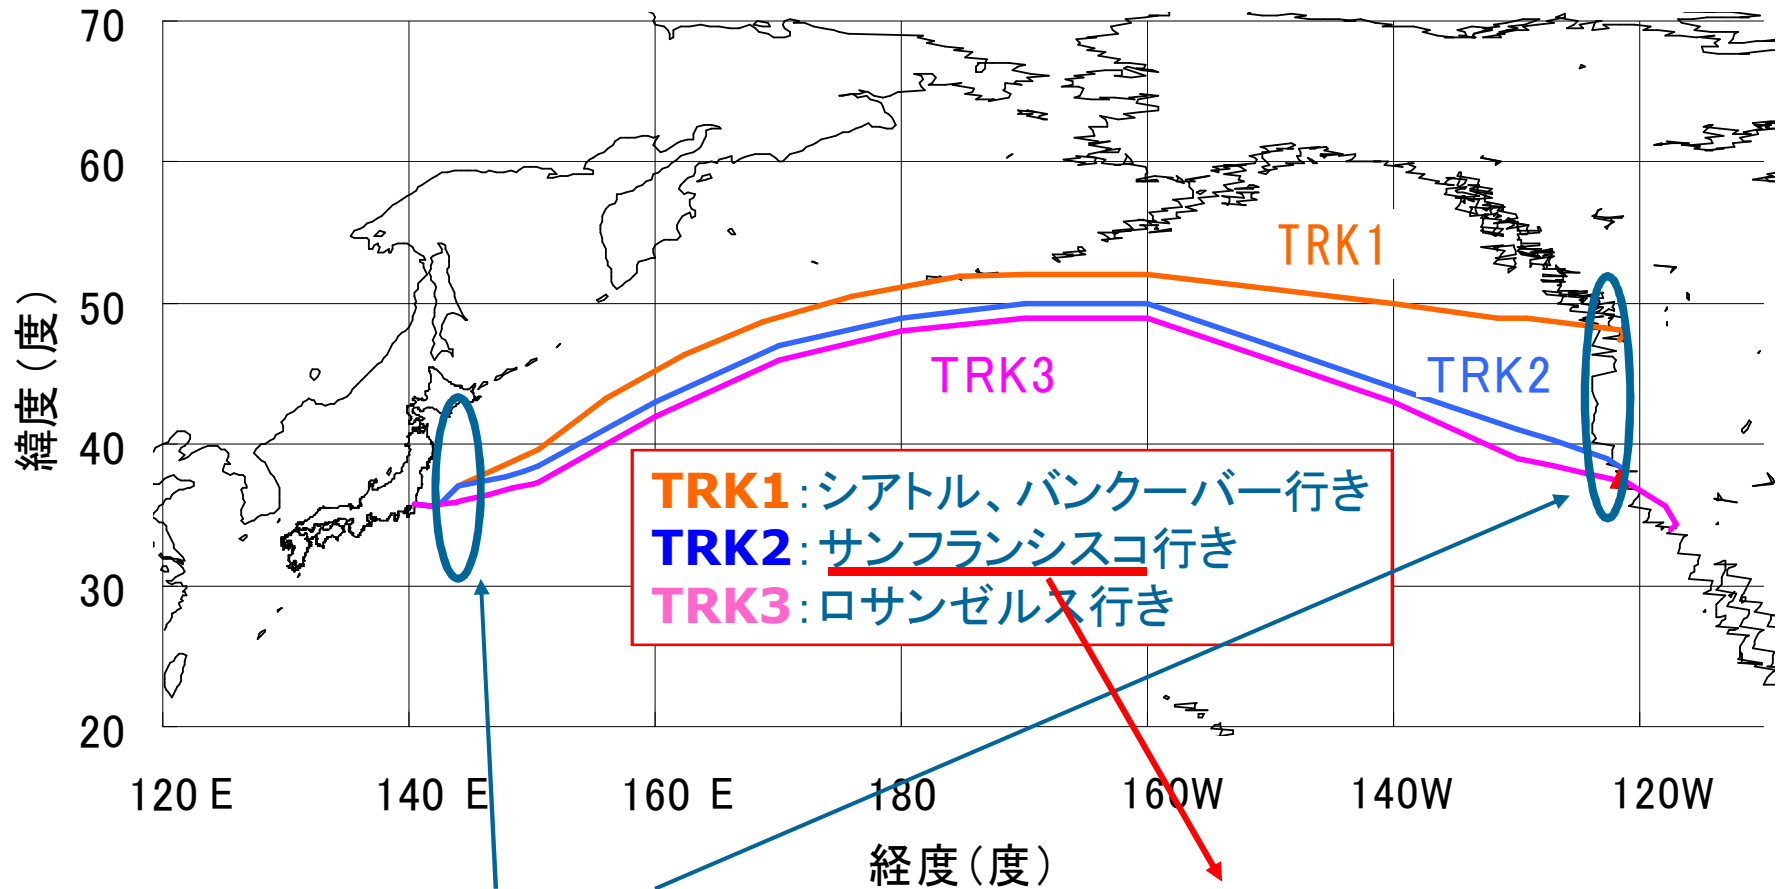 70
60
50
40
30
20
緯度(度)
TRK1
TRK3
TRK2
TRK1:シアトル、バンクーバー行き
TRK2:サンフランシスコ行き
TRK3:ロサンゼルス行き
120 E 140 E 160 E 180 160W 140W 120W
経度(度)